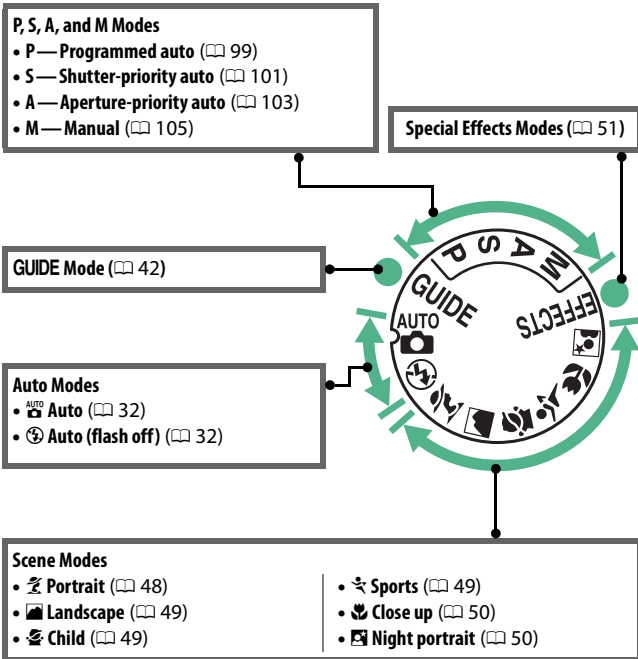 P, S, A, and M Modes
• P — Programmed auto (📖 99)
• S — Shutter-priority auto (📖 101)
• A — Aperture-priority auto (📖 103)
• M — Manual (📖 105)
Special Effects Modes (📖 51)
GUIDE Mode (📖 42)
P S A M
GUIDE
EFFECTS
AUTO
Auto Modes
• AUTO Auto (📖 32)
• Auto (flash off) (📖 32)
Scene Modes
• Portrait (📖 48)
• Landscape (📖 49)
• Child (📖 49)
• Sports (📖 49)
• Close up (📖 50)
• Night portrait (📖 50)